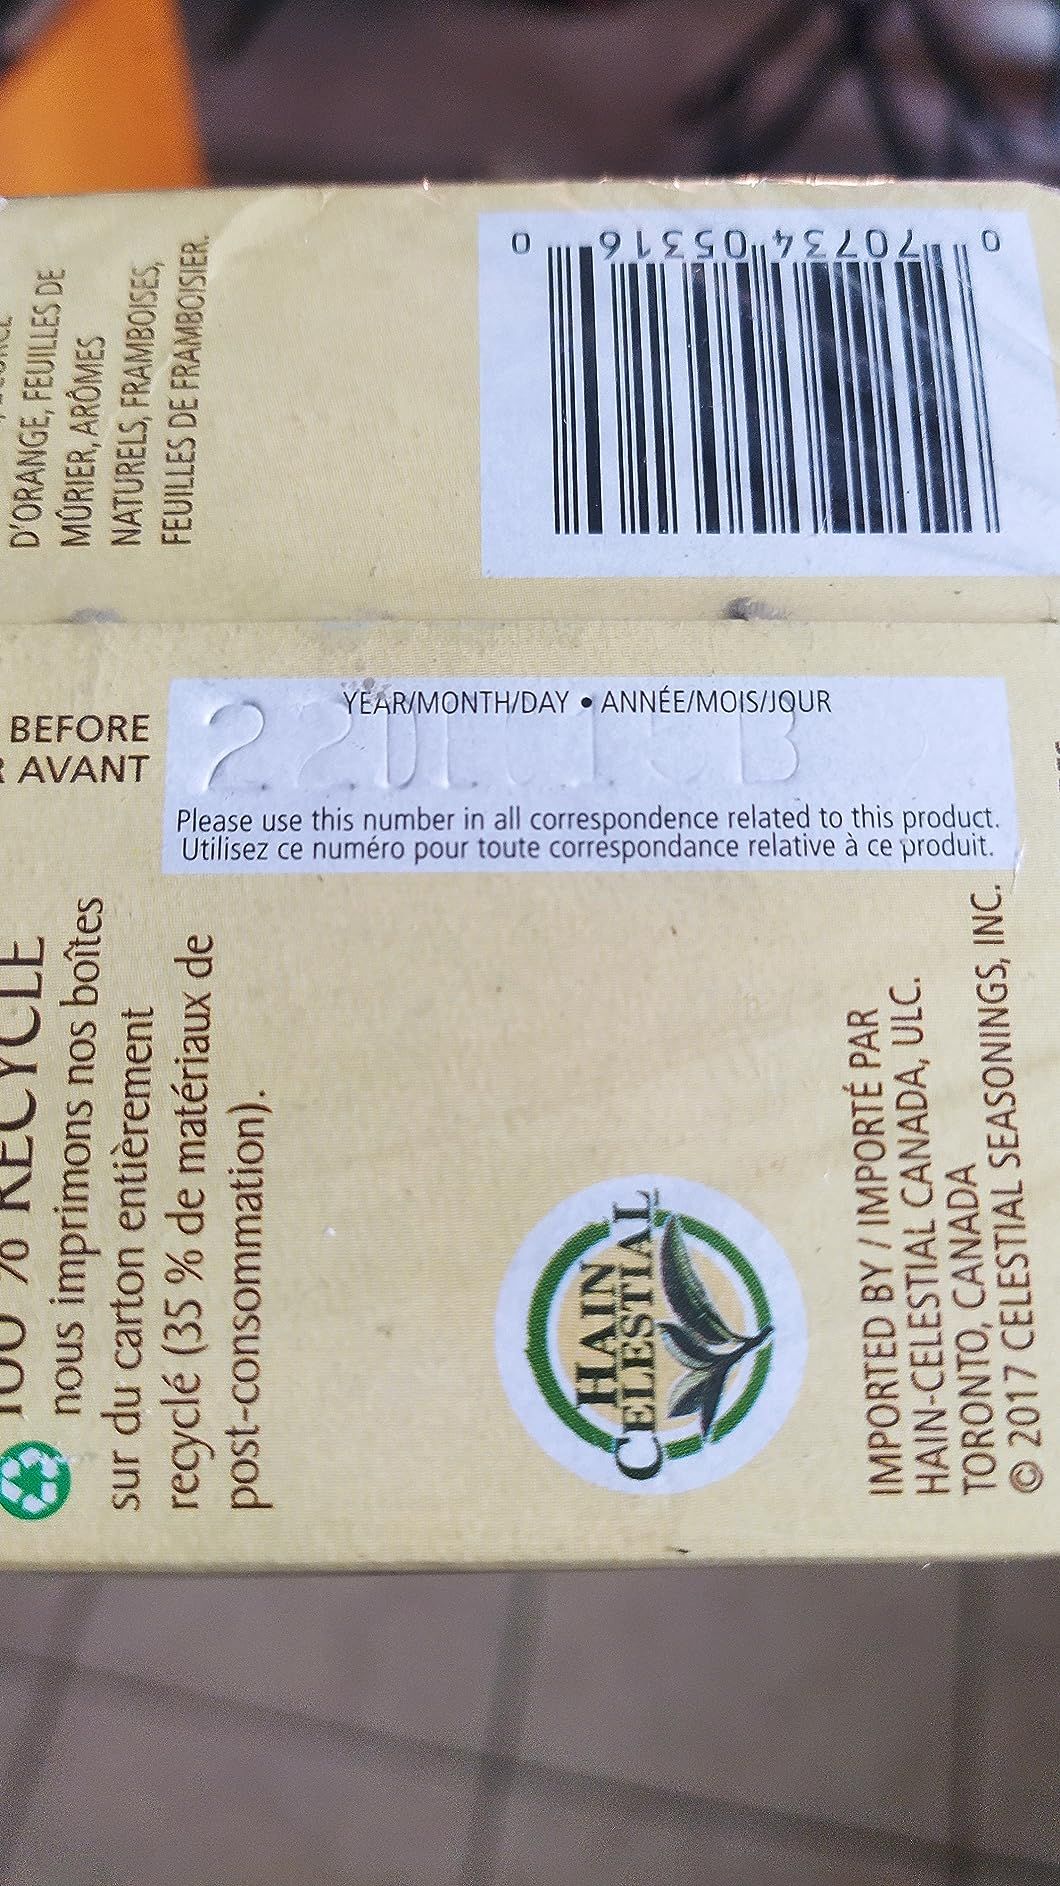 D'ORANGE, FEUILLES DE
MÛRIER, ARÔMES
NATURELS, FRAMBOISES,
FEUILLES DE FRAMBOISIER.
0 70734 05316 0
BEFORE
AVANT
YEAR/MONTH/DAY • ANNÉE/MOIS/JOUR
Please use this number in all correspondence related to this product.
Utilisez ce numéro pour toute correspondance relative à ce produit.
100 % RECYCLÉ
nous imprimons nos boîtes
sur du carton entièrement
recyclé (35 % de matériaux de
post-consommation).
HAIN
CELESTIAL
IMPORTED BY / IMPORTÉ PAR
HAIN-CELESTIAL CANADA, ULC.
TORONTO, CANADA
© 2017 CELESTIAL SEASONINGS, INC.